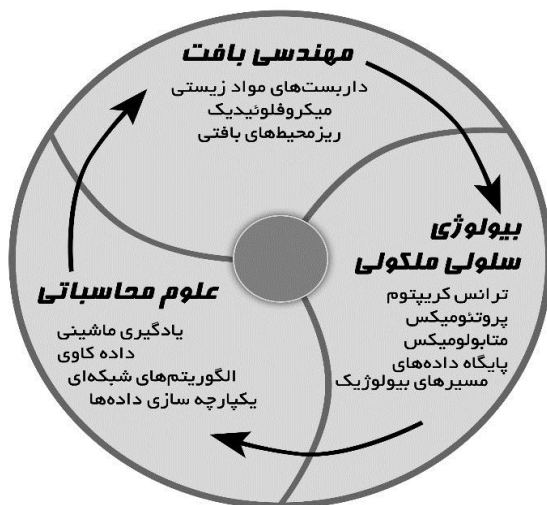 مهندسی بافت
داربست‌های مواد زیستی
میکروفلوئیدیک
ریزمحیط‌های بافتی
بیولوژی
سلولی ملکولی
ترانس کریپتوم
پروتئومیکس
متابولومیکس
پایگاه داده‌های
مسیرهای بیولوژیک
علوم محاسباتی
یادگیری ماشینی
داده کاوی
الگوریتم‌های شبکه‌ای
یکپارچه سازی داده‌ها